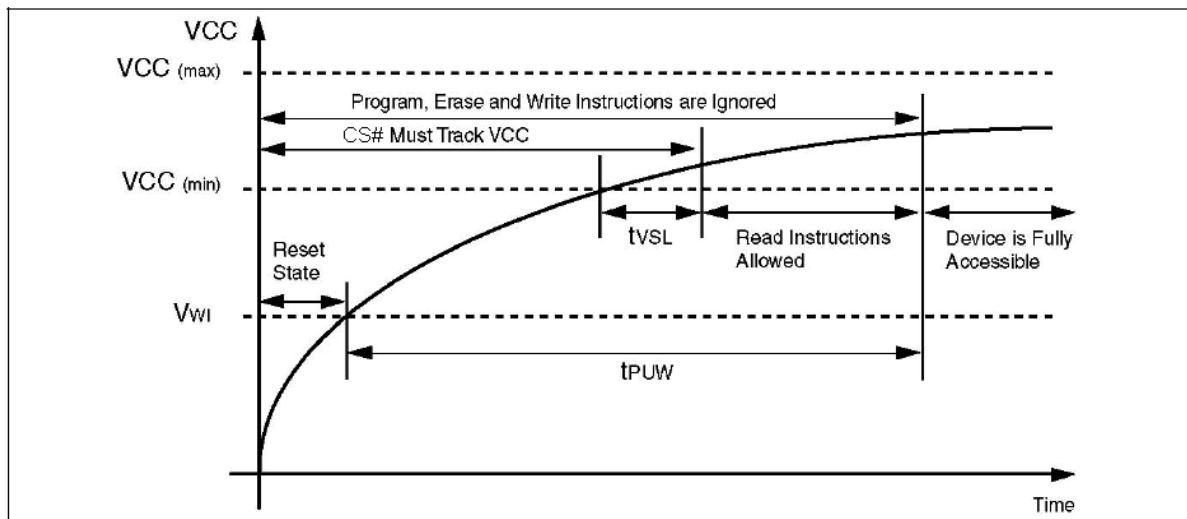 VCC
VCC (max)
Program, Erase and Write Instructions are Ignored
CS# Must Track VCC
VCC (min)
tVSL
Read Instructions
Allowed
Device is Fully
Accessible
Reset
State
VWI
tPUW
Time